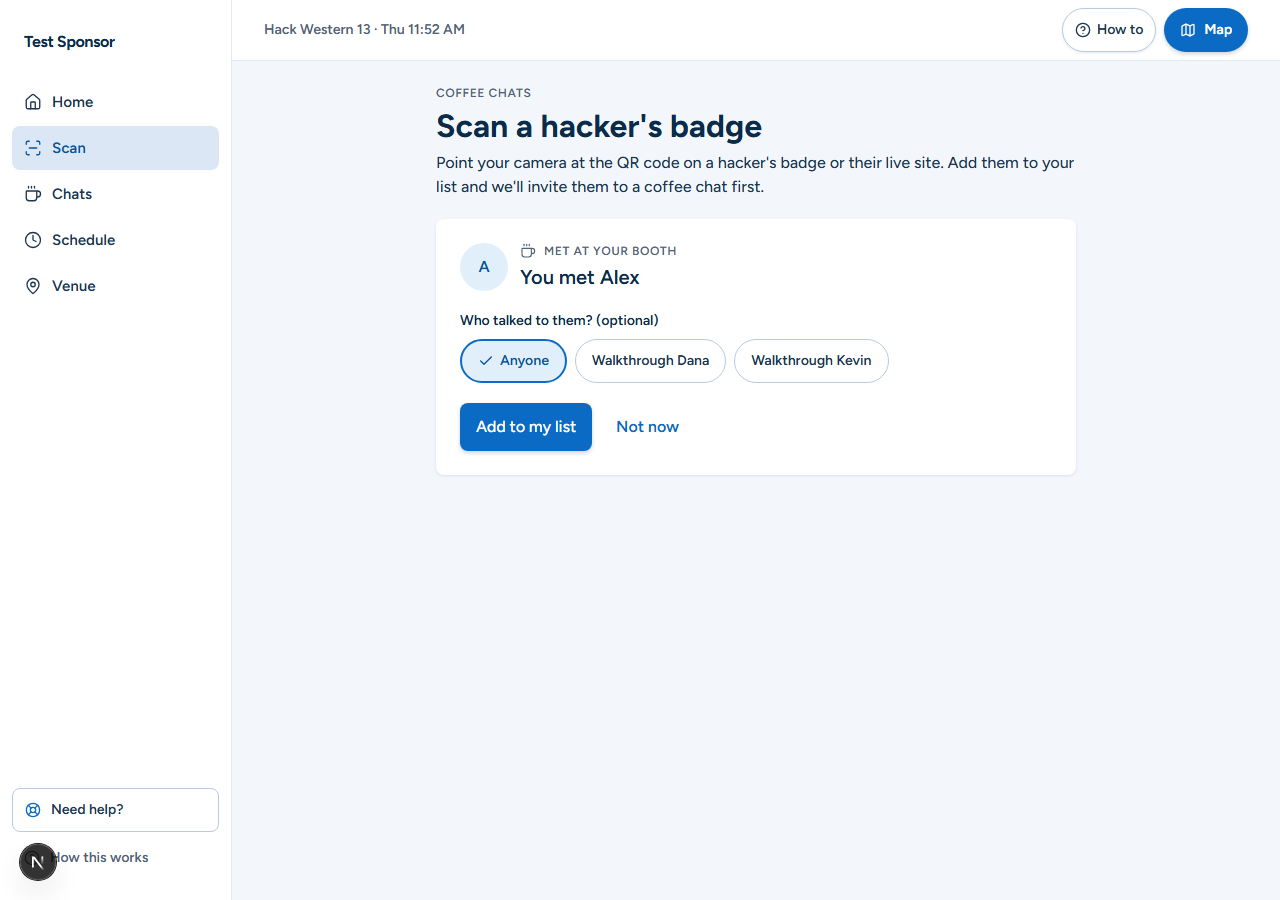 Test Sponsor
Home
Scan
Chats
Schedule
Venue
Need help?
How this works
N
Hack Western 13 · Thu 11:52 AM
How to
Map
COFFEE CHATS
Scan a hacker's badge
Point your camera at the QR code on a hacker's badge or their live site. Add them to your
list and we'll invite them to a coffee chat first.
A
MET AT YOUR BOOTH
You met Alex
Who talked to them? (optional)
Anyone
Walkthrough Dana
Walkthrough Kevin
Add to my list
Not now